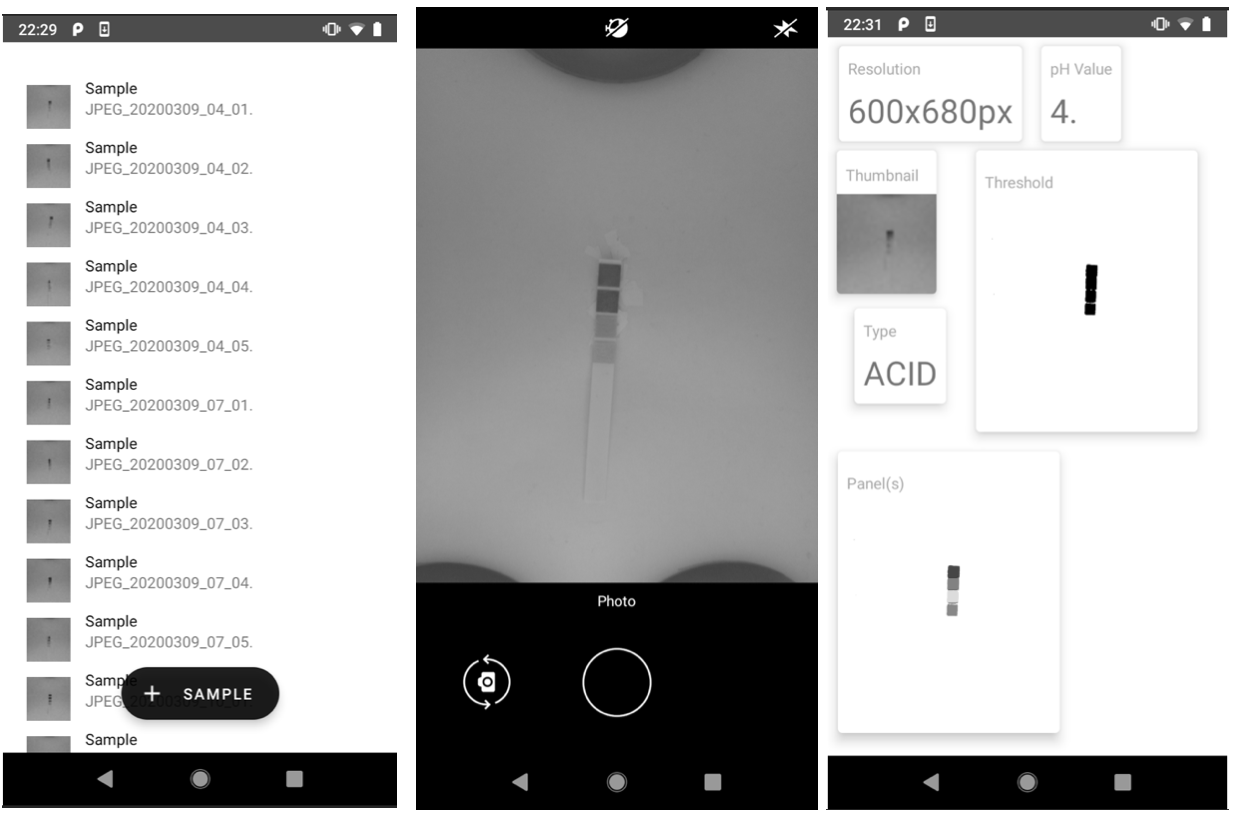 22:29
Sample
JPEG_20200309_04_01.
Sample
JPEG_20200309_04_02.
Sample
JPEG_20200309_04_03.
Sample
JPEG_20200309_04_04.
Sample
JPEG_20200309_04_05.
Sample
JPEG_20200309_07_01.
Sample
JPEG_20200309_07_02.
Sample
JPEG_20200309_07_03.
Sample
JPEG_20200309_07_04.
Sample
JPEG_20200309_07_05.
Sample
+ SAMPLE
Sample
Photo
22:31
Resolution
600x680px
pH Value
4.
Thumbnail
Threshold
Type
ACID
Panel(s)